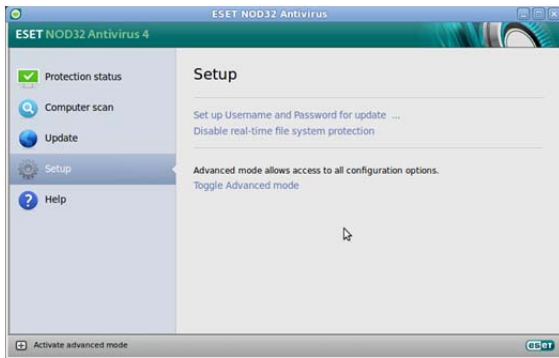 ESET NOD32 Antivirus
ESET NOD32 Antivirus 4
Protection status
Computer scan
Update
Setup
Help
Setup
Set up Username and Password for update ...
Disable real-time file system protection
Advanced mode allows access to all configuration options.
Toggle Advanced mode
Activate advanced mode
eset